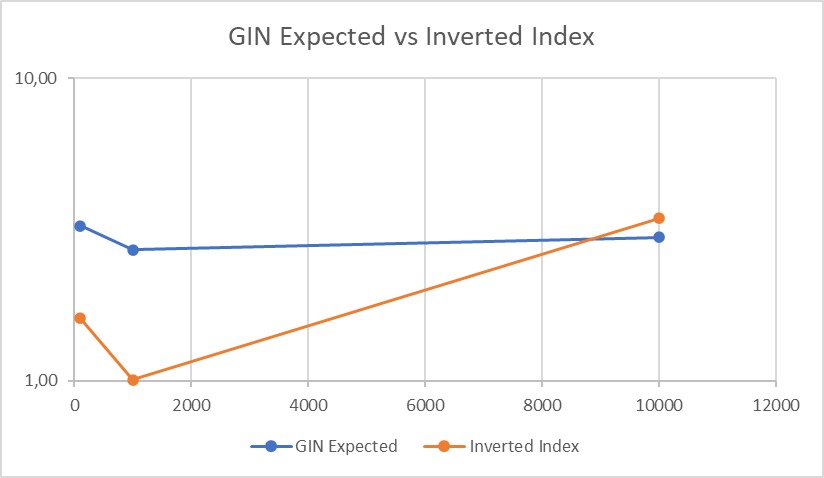 GIN Expected vs Inverted Index
10,00
1,00
0 2000 4000 6000 8000 10000 12000
GIN Expected Inverted Index